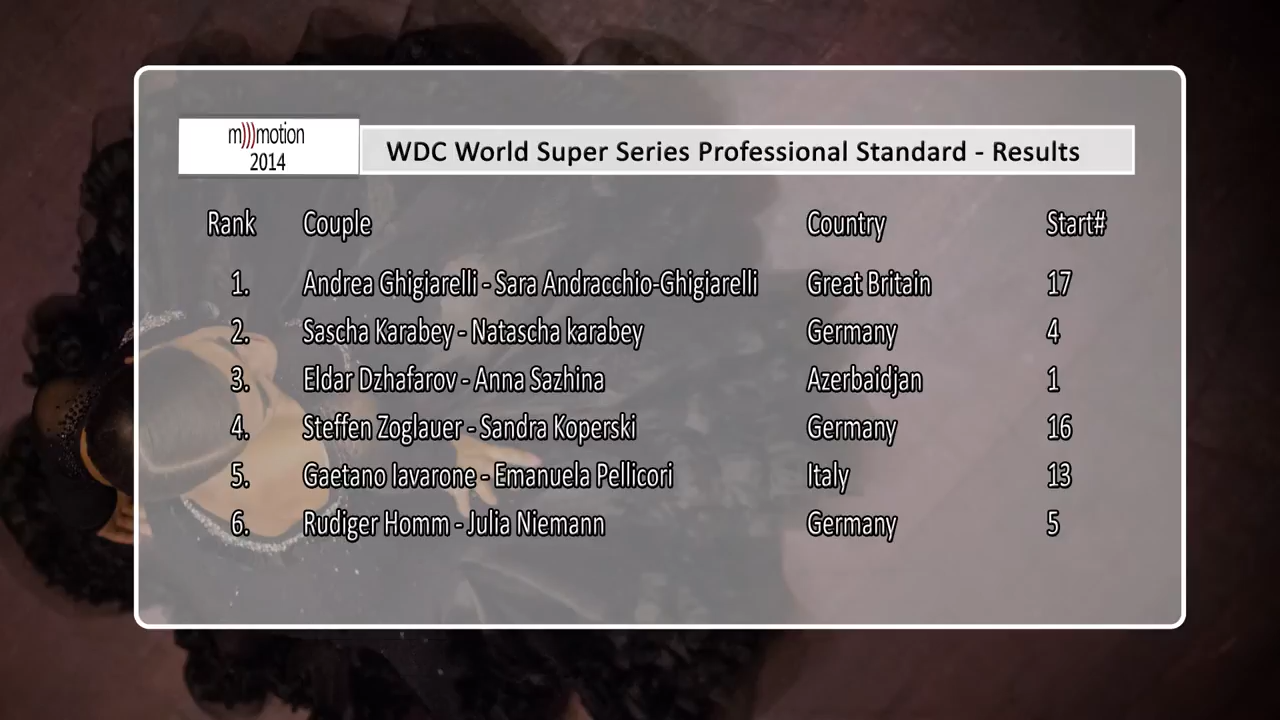 m)))motion
2014
WDC World Super Series Professional Standard - Results
Rank Couple Country Start#
1. Andrea Ghigiarelli - Sara Andracchio-Ghigiarelli Great Britain 17
2. Sascha Karabey - Natascha karabey Germany 4
3. Eldar Dzhafarov - Anna Sazhina Azerbaidjan 1
4. Steffen Zoglauer - Sandra Koperski Germany 16
5. Gaetano Iavarone - Emanuela Pellicori Italy 13
6. Rudiger Homm - Julia Niemann Germany 5